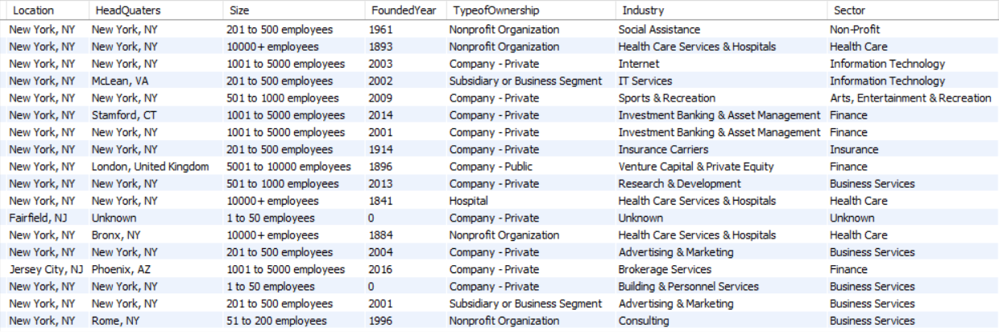 Location HeadQuaters Size FoundedYear TypeofOwnership Industry Sector
New York, NY New York, NY 201 to 500 employees 1961 Nonprofit Organization Social Assistance Non-Profit
New York, NY New York, NY 10000+ employees 1893 Nonprofit Organization Health Care Services & Hospitals Health Care
New York, NY New York, NY 1001 to 5000 employees 2003 Company - Private Internet Information Technology
New York, NY McLean, VA 201 to 500 employees 2002 Subsidiary or Business Segment IT Services Information Technology
New York, NY New York, NY 501 to 1000 employees 2009 Company - Private Sports & Recreation Arts, Entertainment & Recreation
New York, NY Stamford, CT 1001 to 5000 employees 2014 Company - Private Investment Banking & Asset Management Finance
New York, NY New York, NY 1001 to 5000 employees 2001 Company - Private Investment Banking & Asset Management Finance
New York, NY New York, NY 201 to 500 employees 1914 Company - Private Insurance Carriers Insurance
New York, NY London, United Kingdom 5001 to 10000 employees 1896 Company - Public Venture Capital & Private Equity Finance
New York, NY New York, NY 501 to 1000 employees 2013 Company - Private Research & Development Business Services
New York, NY New York, NY 10000+ employees 1841 Hospital Health Care Services & Hospitals Health Care
Fairfield, NJ Unknown 1 to 50 employees 0 Company - Private Unknown Unknown
New York, NY Bronx, NY 10000+ employees 1884 Nonprofit Organization Health Care Services & Hospitals Health Care
New York, NY New York, NY 201 to 500 employees 2004 Company - Private Advertising & Marketing Business Services
Jersey City, NJ Phoenix, AZ 1001 to 5000 employees 2016 Company - Private Brokerage Services Finance
New York, NY New York, NY 1 to 50 employees 0 Company - Private Building & Personnel Services Business Services
New York, NY New York, NY 201 to 500 employees 2001 Subsidiary or Business Segment Advertising & Marketing Business Services
New York, NY Rome, NY 51 to 200 employees 1996 Nonprofit Organization Consulting Business Services